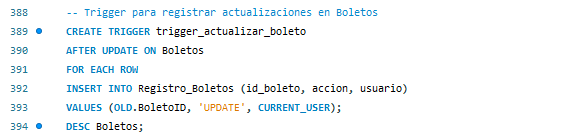 388 -- Trigger para registrar actualizaciones en Boletos
389 CREATE TRIGGER trigger_actualizar_boleto
390 AFTER UPDATE ON Boletos
391 FOR EACH ROW
392 INSERT INTO Registro_Boletos (id_boleto, accion, usuario)
393 VALUES (OLD.BoletoID, 'UPDATE', CURRENT_USER);
394 DESC Boletos;